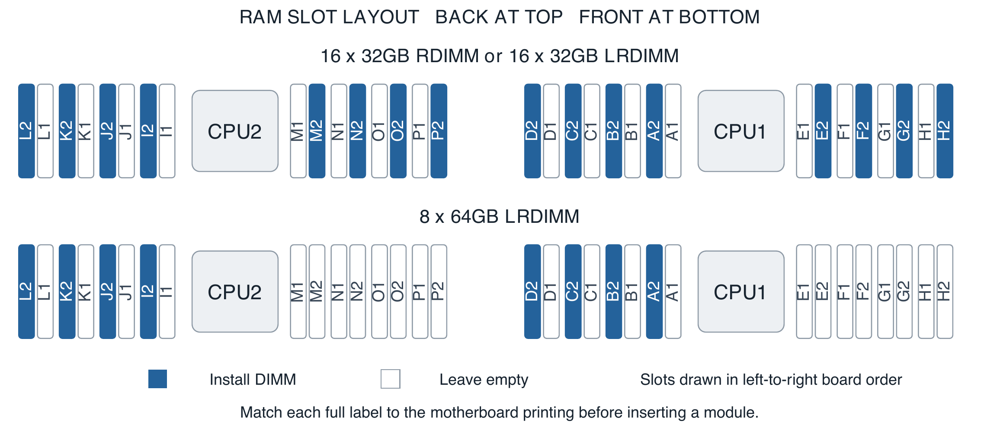 RAM SLOT LAYOUT BACK AT TOP FRONT AT BOTTOM
16 x 32GB RDIMM or 16 x 32GB LRDIMM
L2 L1 K2 K1 J2 J1 I2 I1 CPU2 M1 M2 N1 N2 O1 O2 P1 P2 D2 D1 C2 C1 B2 B1 A2 A1 CPU1 E1 E2 F1 F2 G1 G2 H1 H2
8 x 64GB LRDIMM
L2 L1 K2 K1 J2 J1 I2 I1 CPU2 M1 M2 N1 N2 O1 O2 P1 P2 D2 D1 C2 C1 B2 B1 A2 A1 CPU1 E1 E2 F1 F2 G1 G2 H1 H2
Install DIMM Leave empty Slots drawn in left-to-right board order
Match each full label to the motherboard printing before inserting a module.